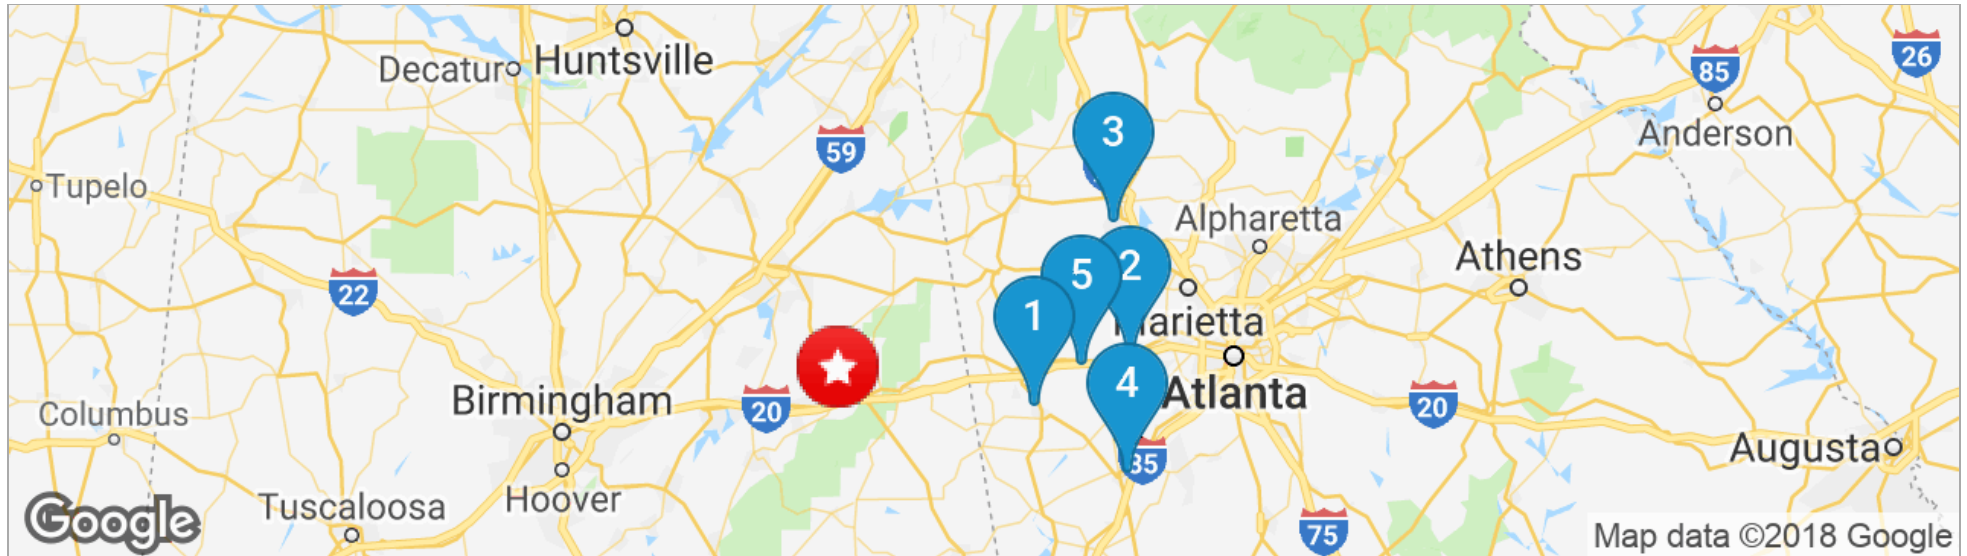 Huntsville
Decatur
26
85
3
59
Anderson
Tupelo
Alpharetta
Athens
5
2
22
1
Marietta
4
Atlanta
Birmingham
20
20
Columbus
Augusta
85
Hoover
Tuscaloosa
Google
75
Map data ©2018 Google